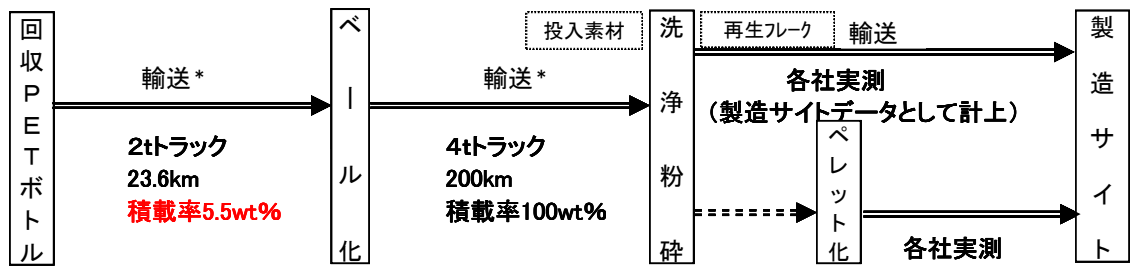 回収PETボトル
輸送*
2tトラック
23.6km
積載率5.5wt%
ベール化
輸送*
4tトラック
200km
積載率100wt%
投入素材
洗浄粉砕
再生フレーク
輸送
各社実測
(製造サイトデータとして計上)
ペレット化
各社実測
製造サイト